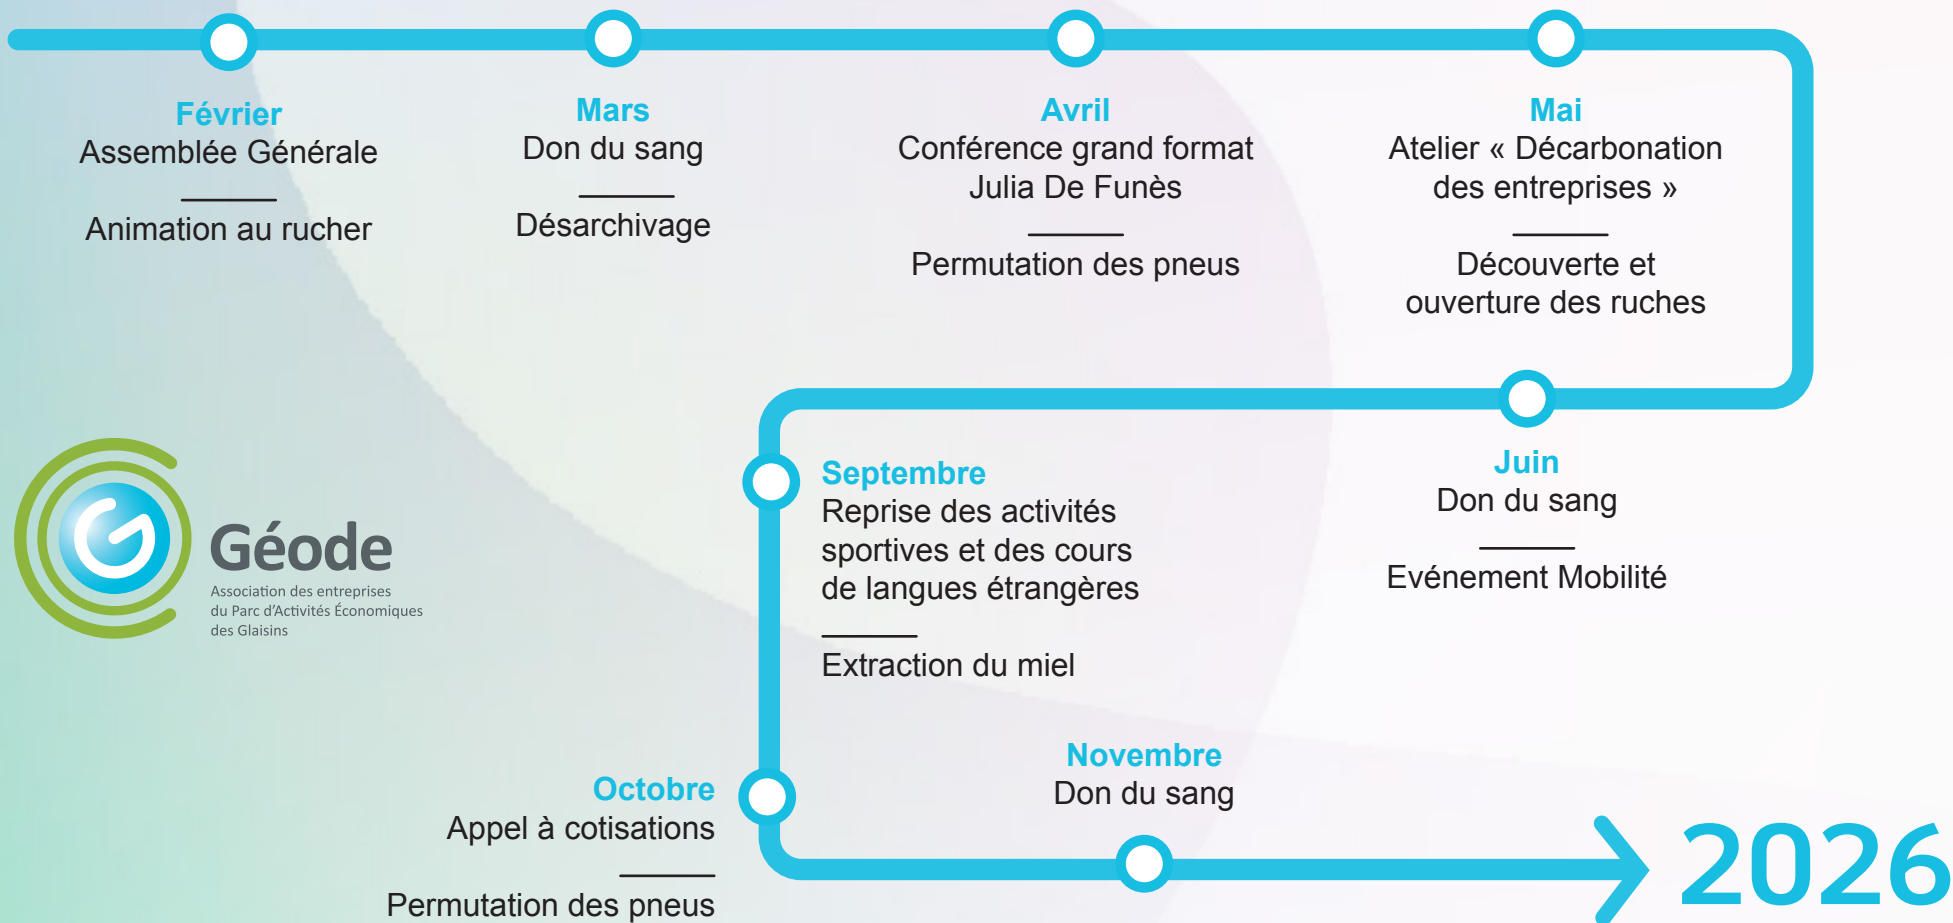 Février
Assemblée Générale
Animation au rucher
Mars
Don du sang
Désarchivage
Avril
Conférence grand format
Julia De Funès
Permutation des pneus
Mai
Atelier « Décarbonation
des entreprises »
Découverte et
ouverture des ruches
Juin
Don du sang
Evénement Mobilité
Septembre
Reprise des activités
sportives et des cours
de langues étrangères
Extraction du miel
Géode
Association des entreprises
du Parc d'Activités Économiques
des Glaisins
Octobre
Appel à cotisations
Permutation des pneus
Novembre
Don du sang
2026